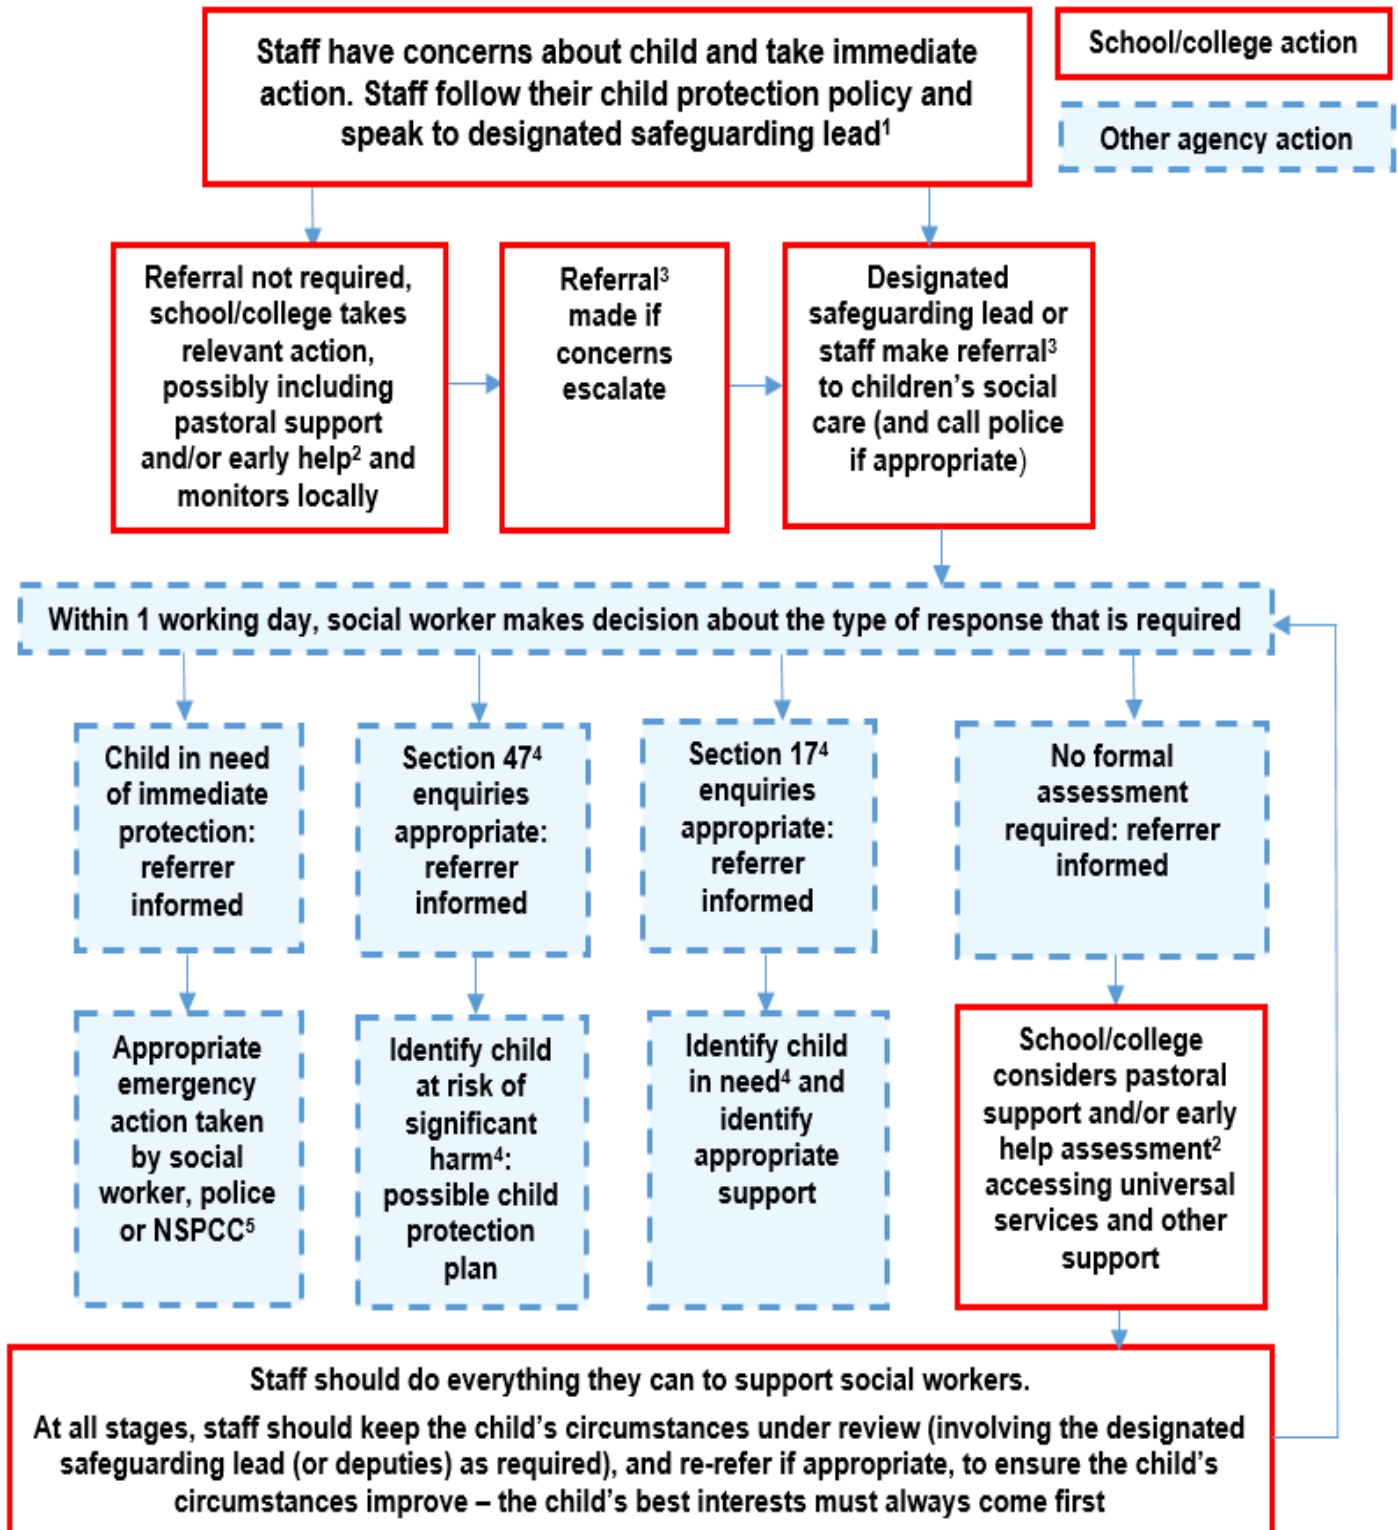 Staff have concerns about child and take immediate
action. Staff follow their child protection policy and
speak to designated safeguarding lead¹
School/college action
Other agency action
Referral not required,
school/college takes
relevant action,
possibly including
pastoral support
and/or early help² and
monitors locally
Referral³
made if
concerns
escalate
Designated
safeguarding lead or
staff make referral³
to children’s social
care (and call police
if appropriate)
Within 1 working day, social worker makes decision about the type of response that is required
Child in need
of immediate
protection:
referrer
informed
Section 47⁴
enquiries
appropriate:
referrer
informed
Section 17⁴
enquiries
appropriate:
referrer
informed
No formal
assessment
required: referrer
informed
Appropriate
emergency
action taken
by social
worker, police
or NSPCC⁵
Identify child
at risk of
significant
harm⁴:
possible child
protection
plan
Identify child
in need⁴ and
identify
appropriate
support
School/college
considers pastoral
support and/or early
help assessment²
accessing universal
services and other
support
Staff should do everything they can to support social workers.
At all stages, staff should keep the child’s circumstances under review (involving the designated
safeguarding lead (or deputies) as required), and re-refer if appropriate, to ensure the child’s
circumstances improve – the child’s best interests must always come first